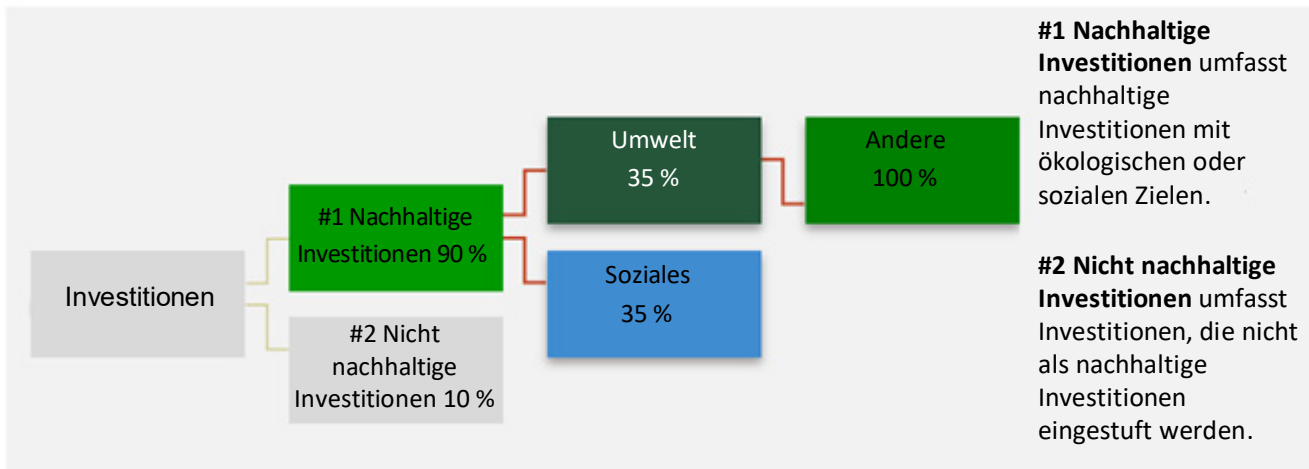 Investitionen
#1 Nachhaltige
Investitionen 90 %
#2 Nicht
nachhaltige
Investitionen 10 %
Umwelt
35 %
Soziales
35 %
Andere
100 %
#1 Nachhaltige
Investitionen umfasst
nachhaltige
Investitionen mit
ökologischen oder
sozialen Zielen.
#2 Nicht nachhaltige
Investitionen umfasst
Investitionen, die nicht
als nachhaltige
Investitionen
eingestuft werden.